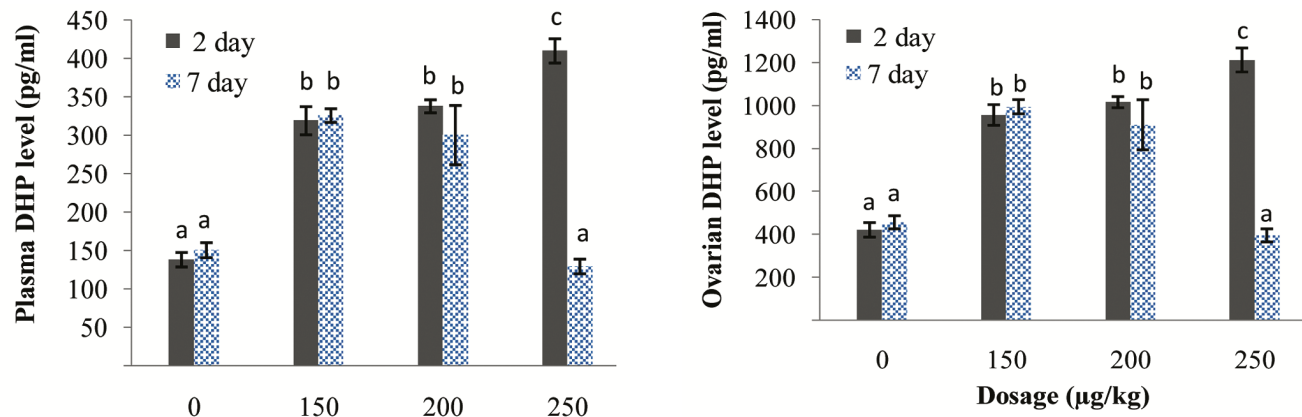 Plasma DHP level (pg/ml)
450
400
350
300
250
200
150
100
50
2 day
7 day
a
a
b
b
b
b
c
a
0
150
200
250
Ovarian DHP level (pg/ml)
1400
1200
1000
800
600
400
200
2 day
7 day
a
a
b
b
b
b
c
a
0
150
200
250
Dosage (µg/kg)